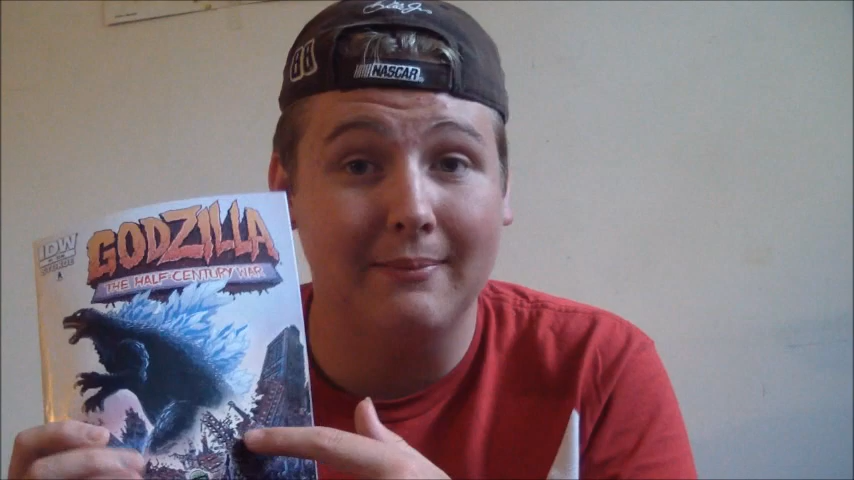 88
NASCAR
IDW
GODZILLA
THE HALF CENTURY WAR